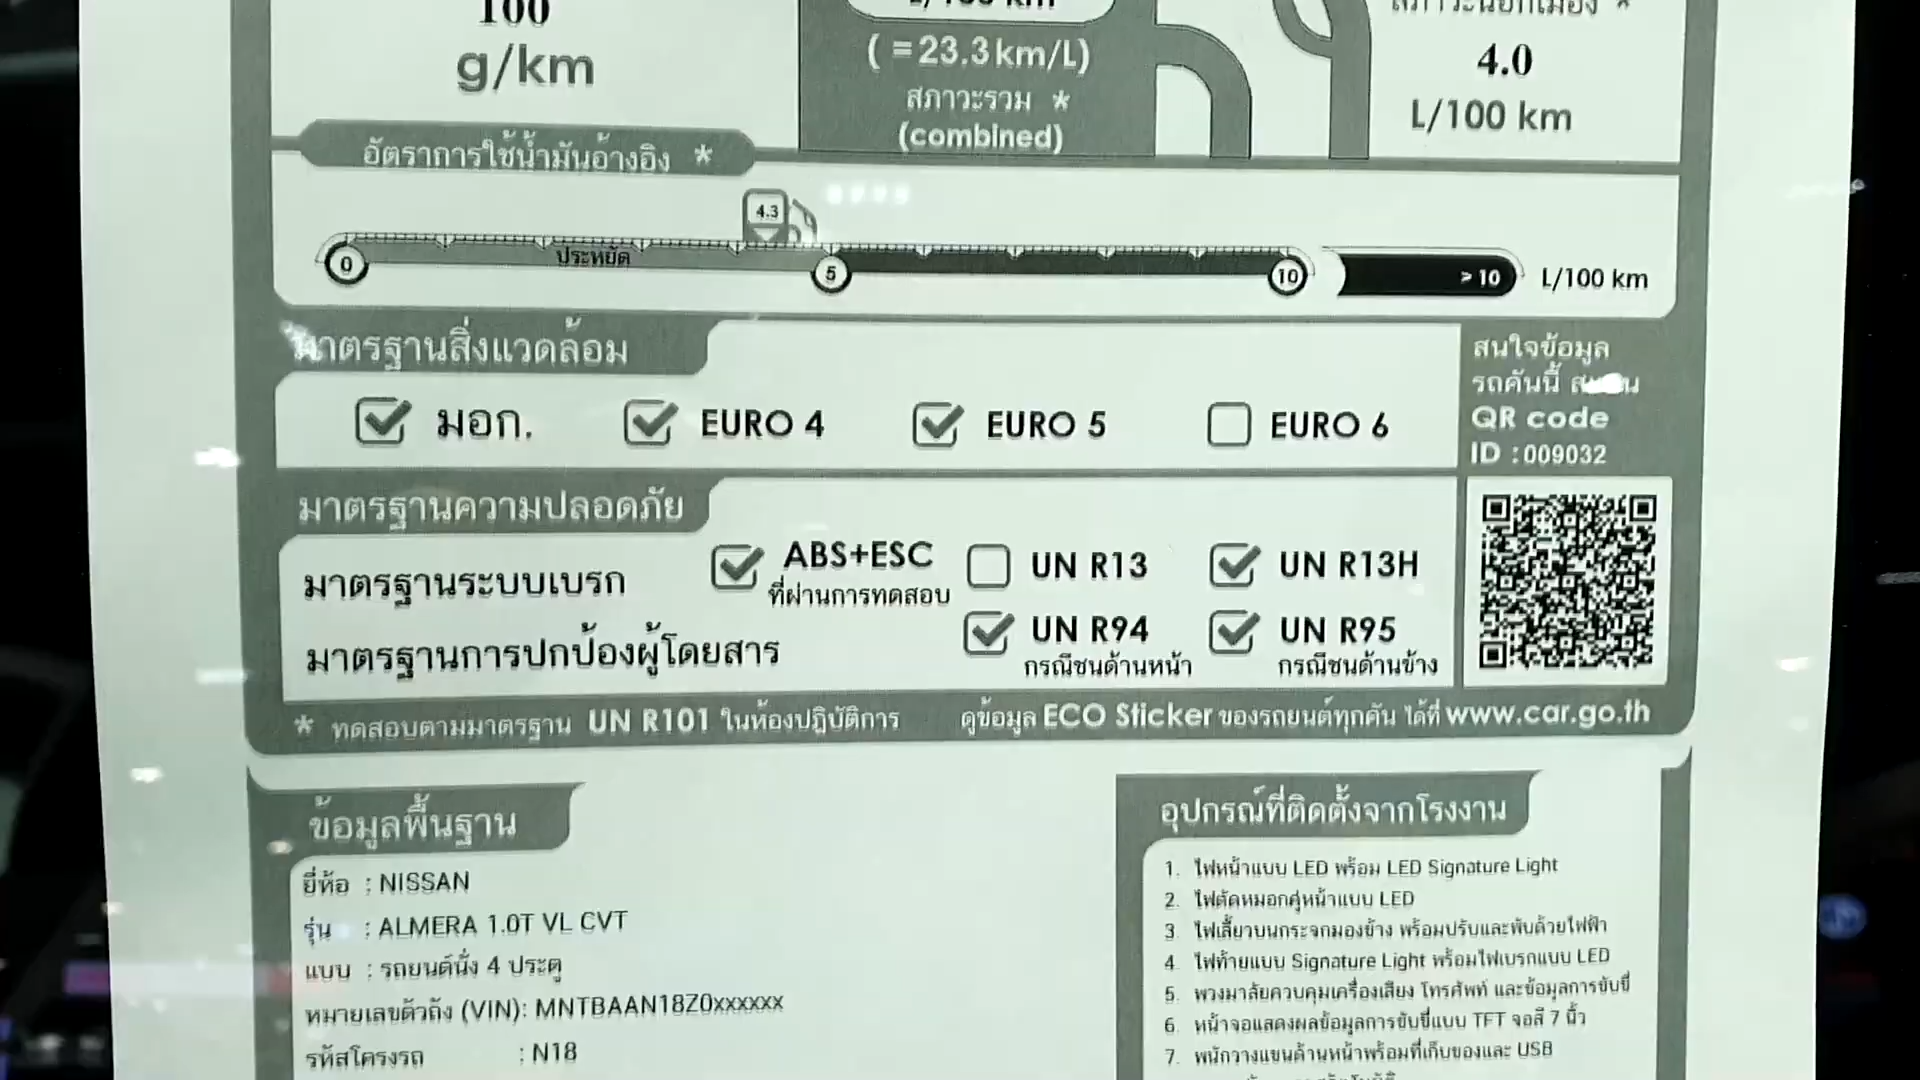 100
g/km
L/100 km
( =23.3km/L)
สภาวะรวม *
(combined)
สภาวะนอกเมือง *
4.0
L/100 km
อัตราการใช้น้ำมันอ้างอิง *
4.3
0
ประหยัด
5
10
> 10
L/100 km
มาตรฐานสิ่งแวดล้อม
มอก.
EURO 4
EURO 5
EURO 6
สนใจข้อมูล
รถคันนี้
QR code
ID : 009032
มาตรฐานความปลอดภัย
มาตรฐานระบบเบรก
ABS+ESC
ที่ผ่านการทดสอบ
UN R13
UN R13H
มาตรฐานการปกป้องผู้โดยสาร
UN R94
กรณีชนด้านหน้า
UN R95
กรณีชนด้านข้าง
* ทดสอบตามมาตรฐาน UN R101 ในห้องปฏิบัติการ ดูข้อมูล ECO Sticker ของรถยนต์ทุกคัน ได้ที่ www.car.go.th
ข้อมูลพื้นฐาน
ยี่ห้อ : NISSAN
รุ่น : ALMERA 1.0T VL CVT
แบบ : รถยนต์นั่ง 4 ประตู
หมายเลขตัวถัง (VIN): MNTBAAN18Z0xxxxxx
รหัสโครงรถ : N18
อุปกรณ์ที่ติดตั้งจากโรงงาน
1. ไฟหน้าแบบ LED พร้อม LED Signature Light
2. ไฟตัดหมอกคู่หน้าแบบ LED
3. ไฟเลี้ยวบนกระจกมองข้าง พร้อมปรับและพับด้วยไฟฟ้า
4. ไฟท้ายแบบ Signature Light พร้อมไฟเบรกแบบ LED
5. พวงมาลัยควบคุมเครื่องเสียง โทรศัพท์ และข้อมูลการขับขี่
6. หน้าจอแสดงผลข้อมูลการขับขี่แบบ TFT จอสี 7 นิ้ว
7. พนักวางแขนด้านหน้าพร้อมที่เก็บของและ USB